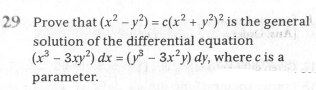 29 Prove that (x² – y²) = c(x² + y²)² is the general
solution of the differential equation
(x³ – 3xy²) dx = (y³ – 3x²y) dy, where c is a
parameter.